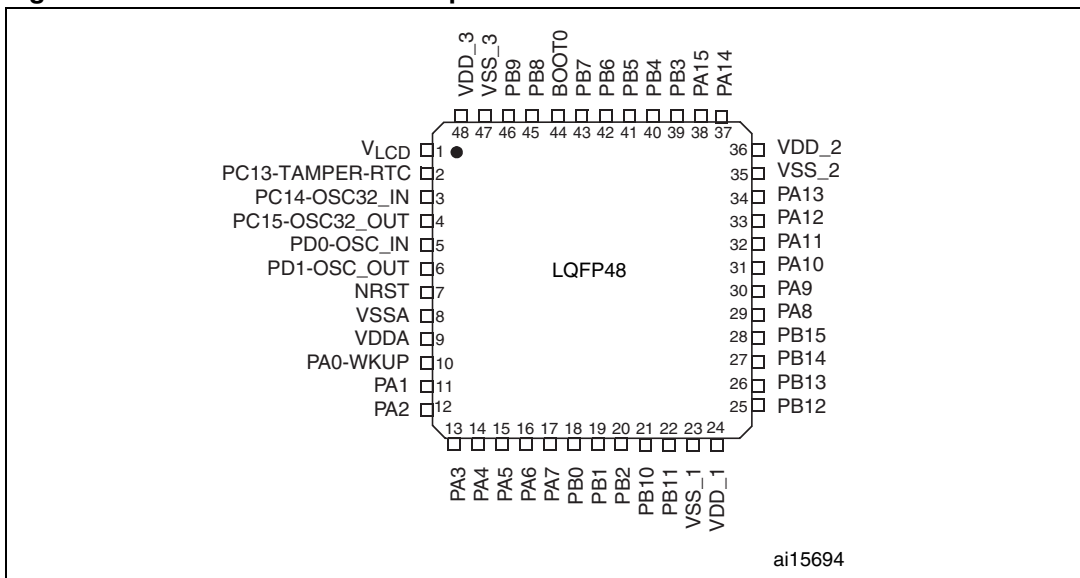 VDD_3
VSS_3
PB9
PB8
BOOT0
PB7
PB6
PB5
PB4
PB3
PA15
PA14
48 47 46 45 44 43 42 41 40 39 38 37
VLCD 1
PC13-TAMPER-RTC 2
PC14-OSC32_IN 3
PC15-OSC32_OUT 4
PD0-OSC_IN 5
PD1-OSC_OUT 6
NRST 7
VSSA 8
VDDA 9
PA0-WKUP 10
PA1 11
PA2 12
LQFP48
36 VDD_2
35 VSS_2
34 PA13
33 PA12
32 PA11
31 PA10
30 PA9
29 PA8
28 PB15
27 PB14
26 PB13
25 PB12
13 14 15 16 17 18 19 20 21 22 23 24
PA3
PA4
PA5
PA6
PA7
PB0
PB1
PB2
PB10
PB11
VSS_1
VDD_1
ai15694